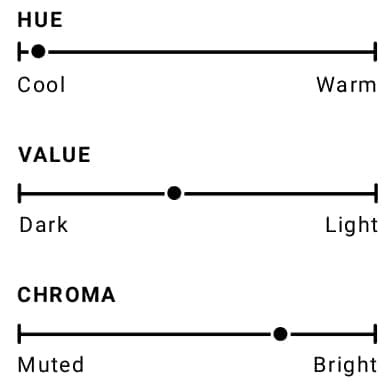 HUE
Cool Warm
VALUE
Dark Light
CHROMA
Muted Bright